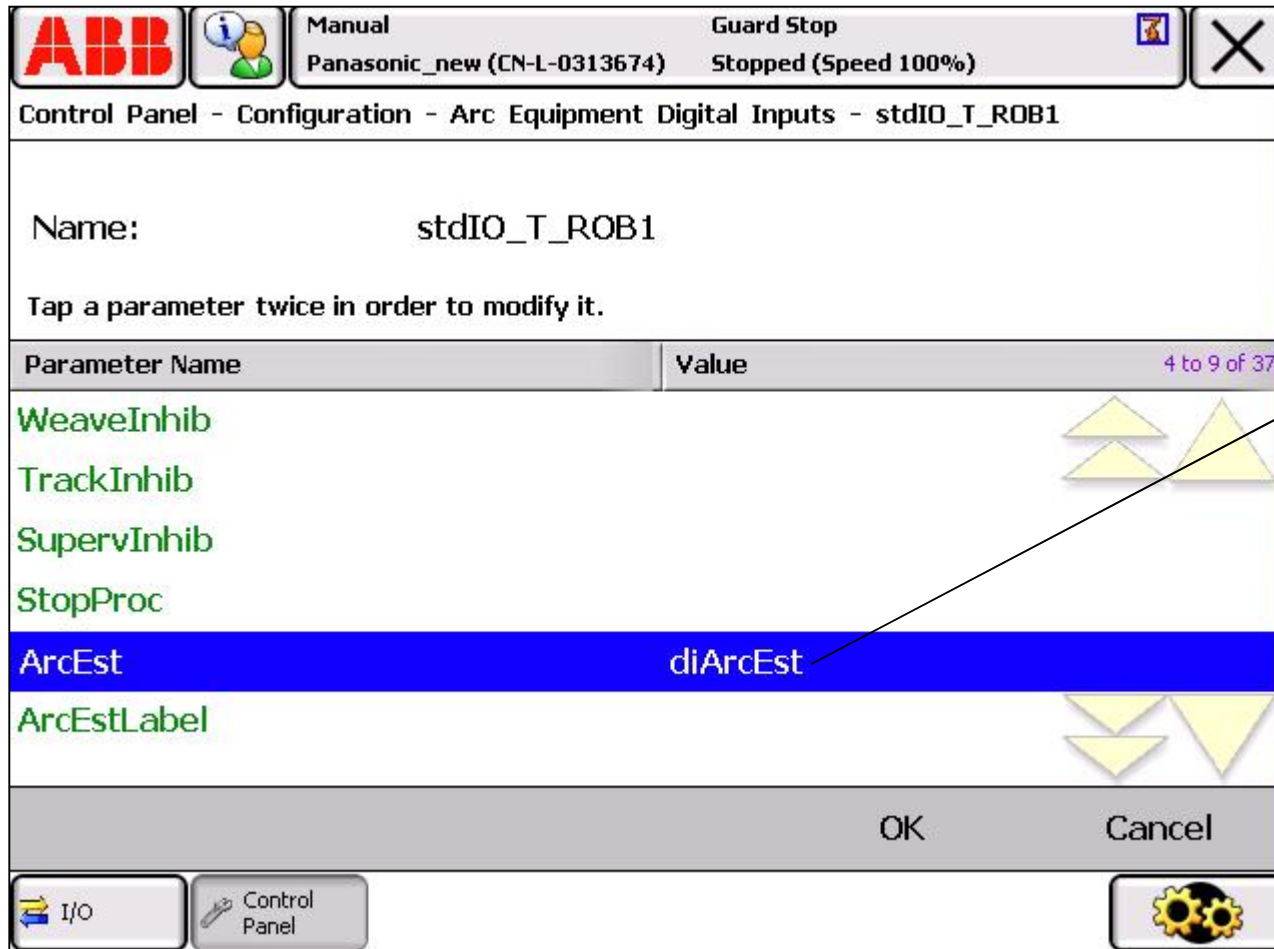 ABB
Manual Guard Stop
Panasonic_new (CN-L-0313674) Stopped (Speed 100%)
Control Panel - Configuration - Arc Equipment Digital Inputs - stdIO_T_ROB1
Name: stdIO_T_ROB1
Tap a parameter twice in order to modify it.
Parameter Name Value 4 to 9 of 37
WeaveInhib
TrackInhib
SupervInhib
StopProc
ArcEst diArcEst
ArcEstLabel
OK Cancel
I/O Control
Panel